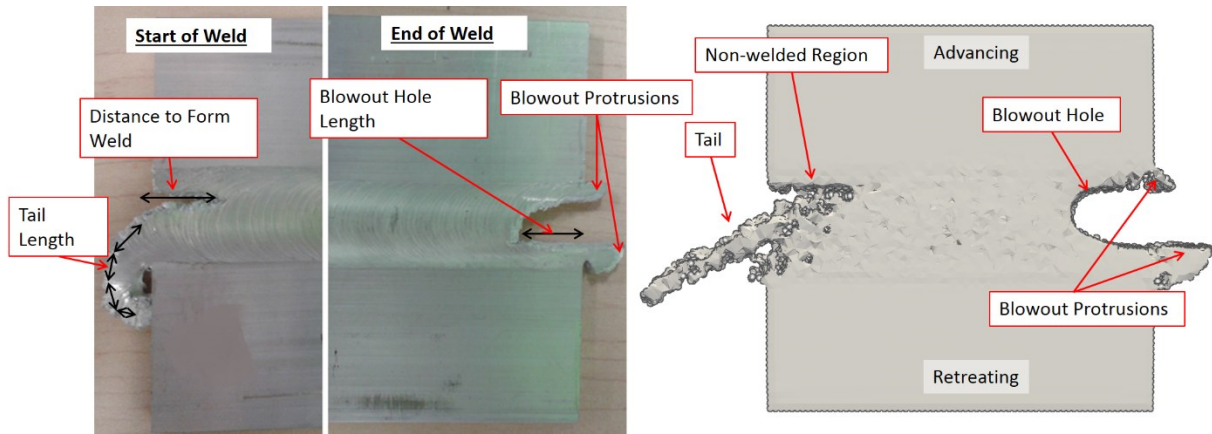 Start of Weld
End of Weld
Distance to Form
Weld
Tail
Length
Blowout Hole
Length
Blowout Protrusions
Non-welded Region
Advancing
Tail
Blowout Hole
Blowout Protrusions
Retreating